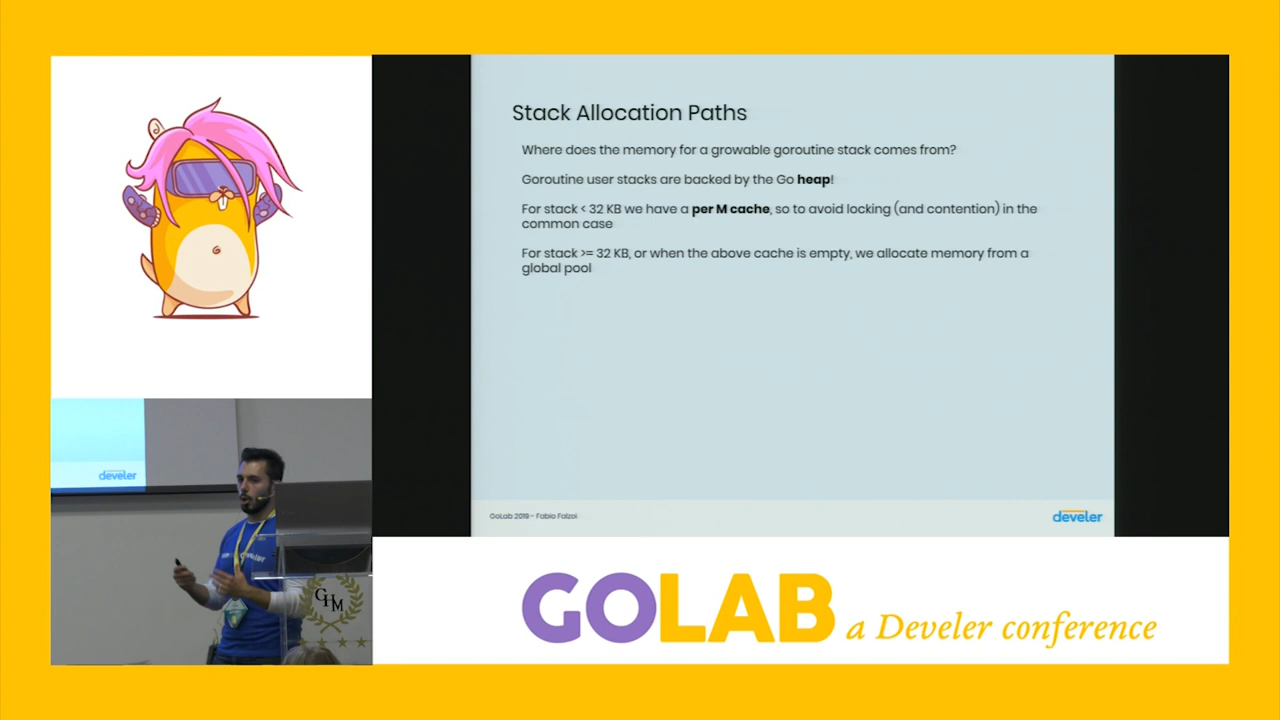 Stack Allocation Paths
Where does the memory for a growable goroutine stack comes from?
Goroutine user stacks are backed by the Go heap!
For stack < 32 KB we have a per M cache, so to avoid locking (and contention) in the
common case
For stack >= 32 KB, or when the above cache is empty, we allocate memory from a
global pool
GoLab 2019 - Fabio Falzoi
develer
develer
GHM
GOLAB a Develer conference